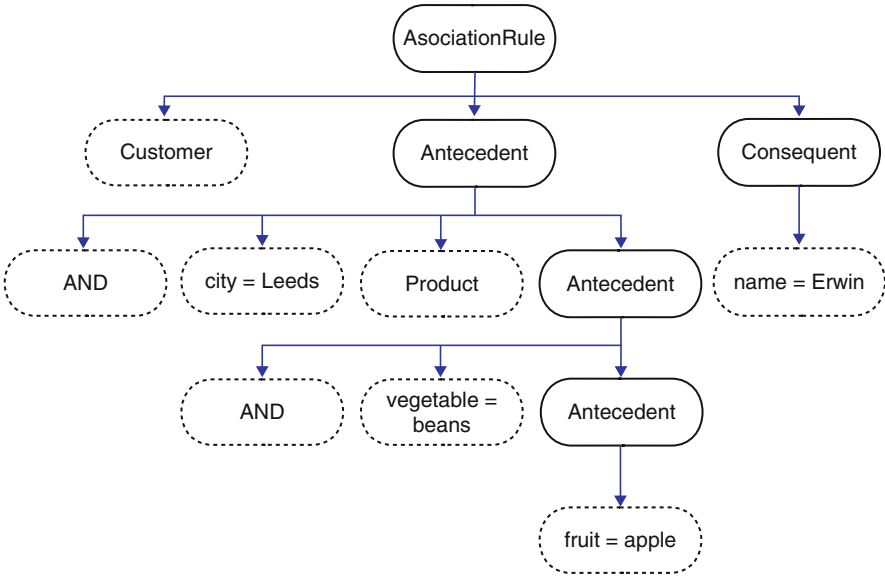 AsociationRule
Customer
Antecedent
Consequent
AND
city = Leeds
Product
Antecedent
name = Erwin
AND
vegetable =
beans
Antecedent
fruit = apple